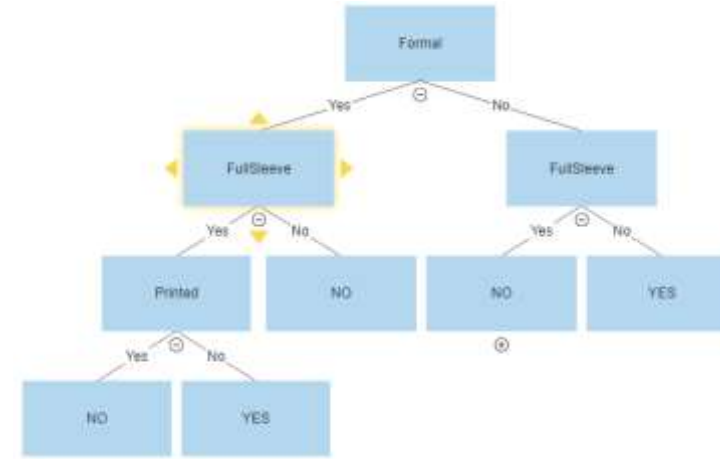 Formal
Yes
No
FullSleeve
FullSleeve
Yes
No
Yes
No
Printed
NO
NO
YES
Yes
No
NO
YES